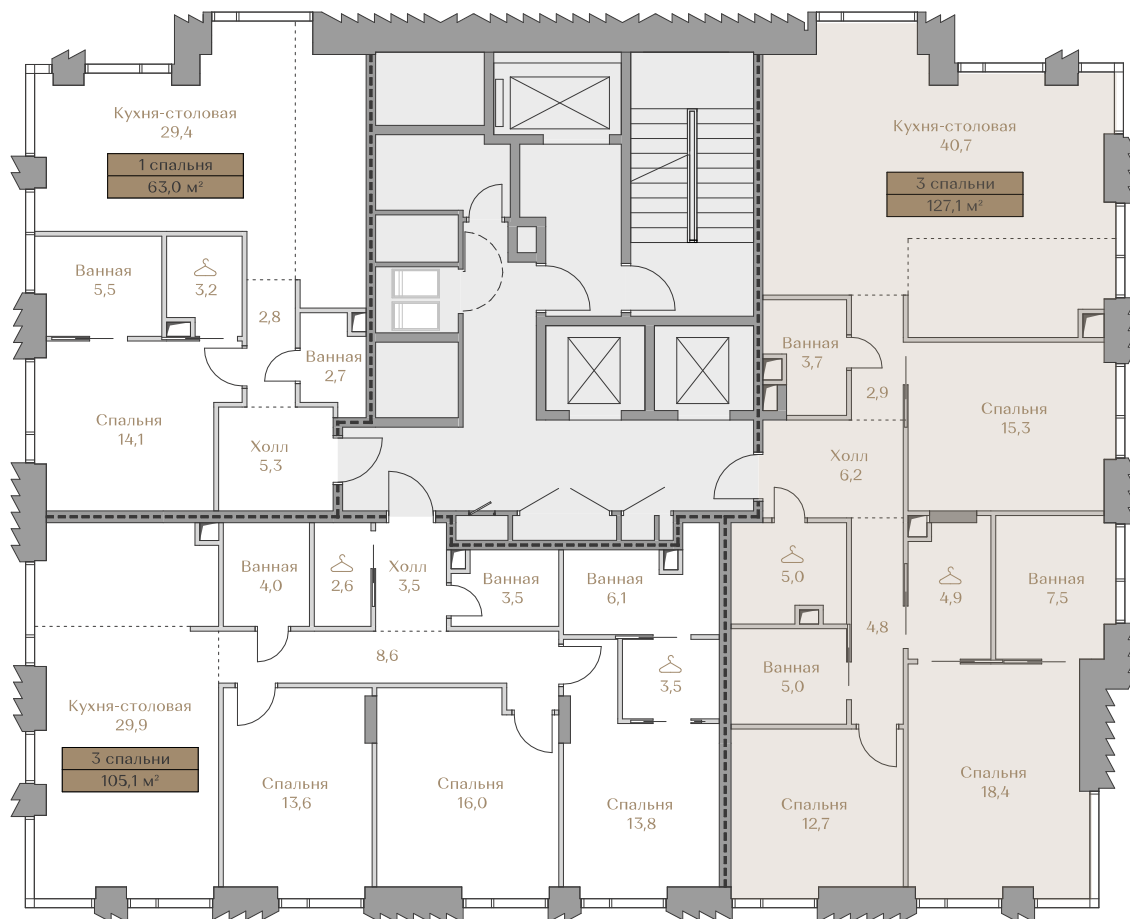 Кухня-столовая
29,4
1 спальня
63,0 м²
Ванная
5,5
3,2
2,8
Ванная
2,7
Спальня
14,1
Холл
5,3
Кухня-столовая
40,7
3 спальни
127,1 м²
Ванная
3,7
2,9
Спальня
15,3
Холл
6,2
5,0
4,9
Ванная
7,5
4,8
Ванная
5,0
Спальня
12,7
Спальня
18,4
Ванная
4,0
2,6
Холл
3,5
Ванная
3,5
Ванная
6,1
8,6
3,5
Кухня-столовая
29,9
3 спальни
105,1 м²
Спальня
13,6
Спальня
16,0
Спальня
13,8